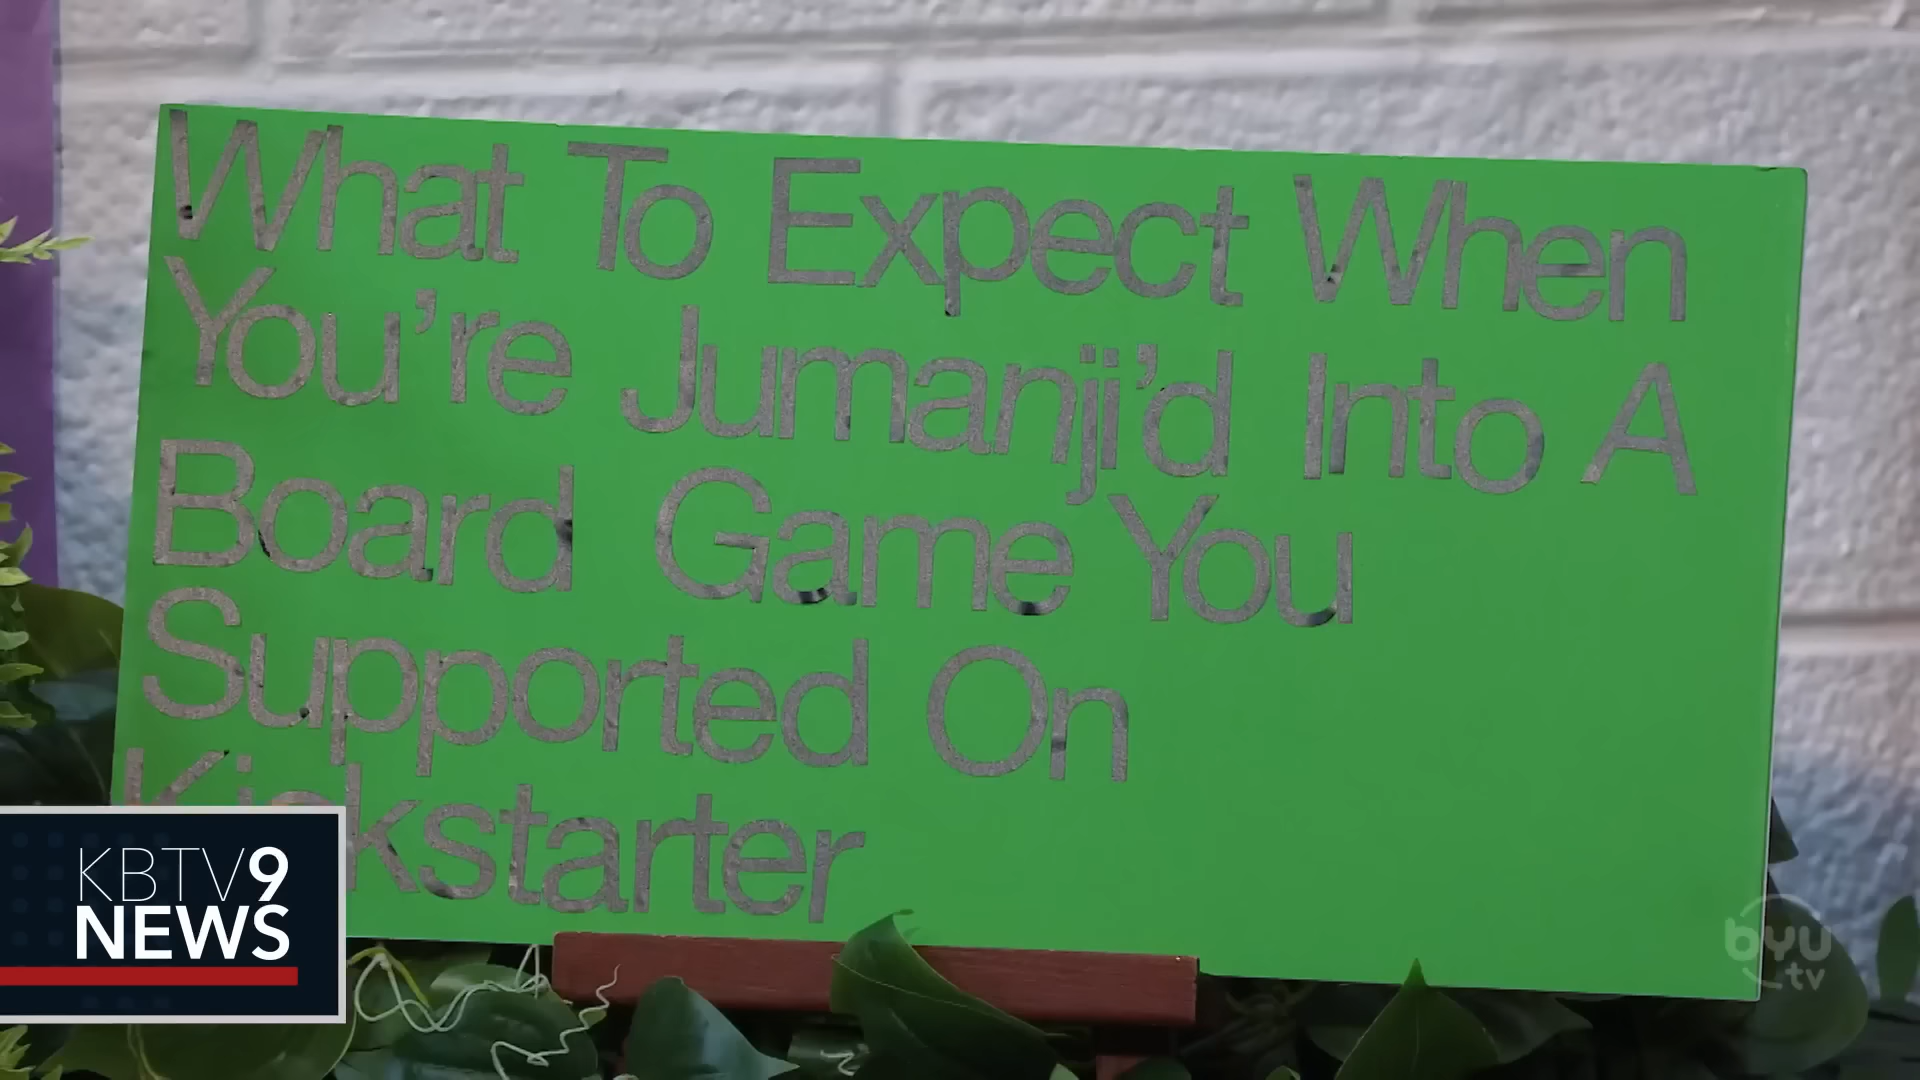 What To Expect When
You're Jumanji'd Into A
Board Game You
Supported On
Kickstarter
KBTV9
NEWS
byu
tv